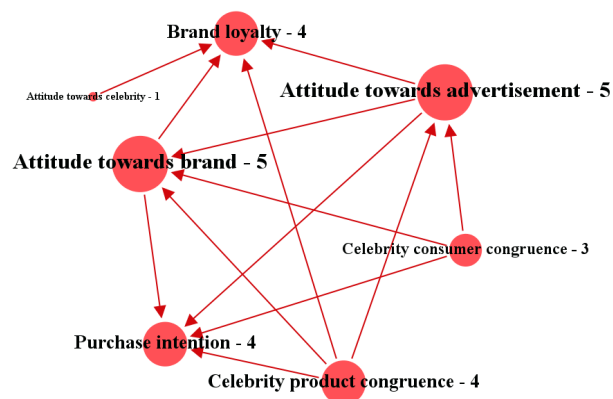 Brand loyalty - 4
Attitude towards advertisement - 5
Attitude towards celebrity - 1
Attitude towards brand - 5
Celebrity consumer congruence - 3
Purchase intention - 4
Celebrity product congruence - 4